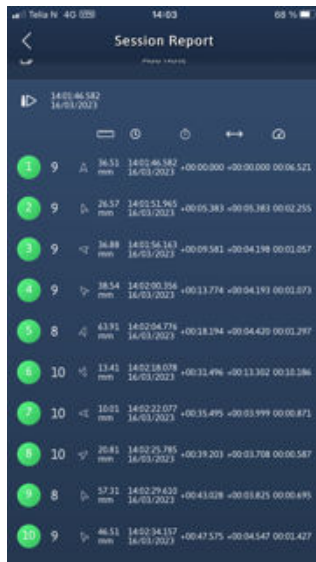 Telia N 4G 14:03 68 %
Session Report
14:01:46.582
16/03/2023
1 9 36.51 mm 14:01:46.582 16/03/2023 +00:00.000 +00:00.000 00:06.521
2 9 26.57 mm 14:01:51.965 16/03/2023 +00:05.383 +00:05.383 00:02.255
3 9 36.88 mm 14:01:56.163 16/03/2023 +00:09.581 +00:04.198 00:01.057
4 9 38.54 mm 14:02:00.356 16/03/2023 +00:13.774 +00:04.193 00:01.073
5 8 63.91 mm 14:02:04.776 16/03/2023 +00:18.194 +00:04.420 00:01.297
6 10 13.41 mm 14:02:18.078 16/03/2023 +00:31.496 +00:13.302 00:10.186
7 10 10.01 mm 14:02:22.077 16/03/2023 +00:35.495 +00:03.999 00:00.871
8 10 20.81 mm 14:02:25.785 16/03/2023 +00:39.203 +00:03.708 00:00.587
9 8 57.31 mm 14:02:29.610 16/03/2023 +00:43.028 +00:03.825 00:00.695
10 9 46.51 mm 14:02:34.157 16/03/2023 +00:47.575 +00:04.547 00:01.427